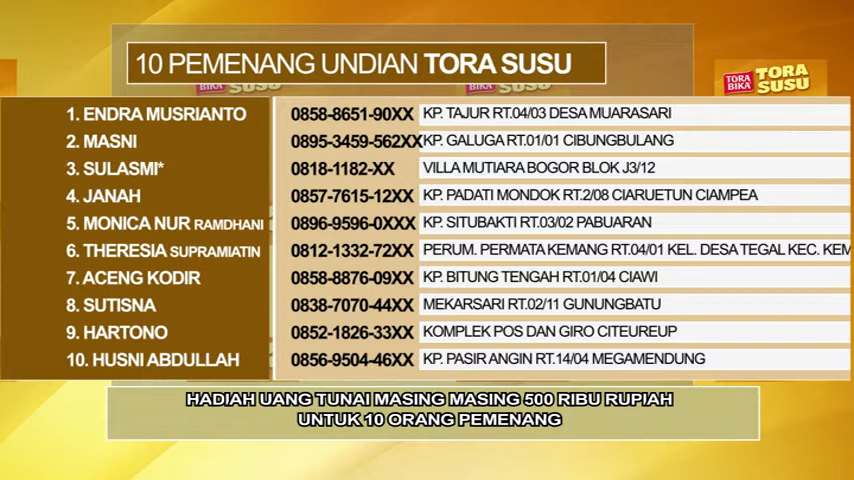 10 PEMENANG UNDIAN TORA SUSU
TORA BIKA TORA SUSU
BIKA SUSU
1. ENDRA MUSRIANTO 0858-8651-90XX KP. TAJUR RT.04/03 DESA MUARASARI
2. MASNI 0895-3459-562XX KP. GALUGA RT.01/01 CIBUNGBULANG
3. SULASMI* 0818-1182-XX VILLA MUTIARA BOGOR BLOK J3/12
4. JANAH 0857-7615-12XX KP. PADATI MONDOK RT.2/08 CIARUETUN CIAMPEA
5. MONICA NUR RAMDHANI 0896-9596-0XXX KP. SITUBAKTI RT.03/02 PABUARAN
6. THERESIA SUPRAMIATIN 0812-1332-72XX PERUM. PERMATA KEMANG RT.04/01 KEL. DESA TEGAL KEC. KEM
7. ACENG KODIR 0858-8876-09XX KP. BITUNG TENGAH RT.01/04 CIAWI
8. SUTISNA 0838-7070-44XX MEKARSARI RT.02/11 GUNUNGBATU
9. HARTONO 0852-1826-33XX KOMPLEK POS DAN GIRO CITEUREUP
10. HUSNI ABDULLAH 0856-9504-46XX KP. PASIR ANGIN RT.14/04 MEGAMENDUNG
HADIAH UANG TUNAI MASING MASING 500 RIBU RUPIAH
UNTUK 10 ORANG PEMENANG